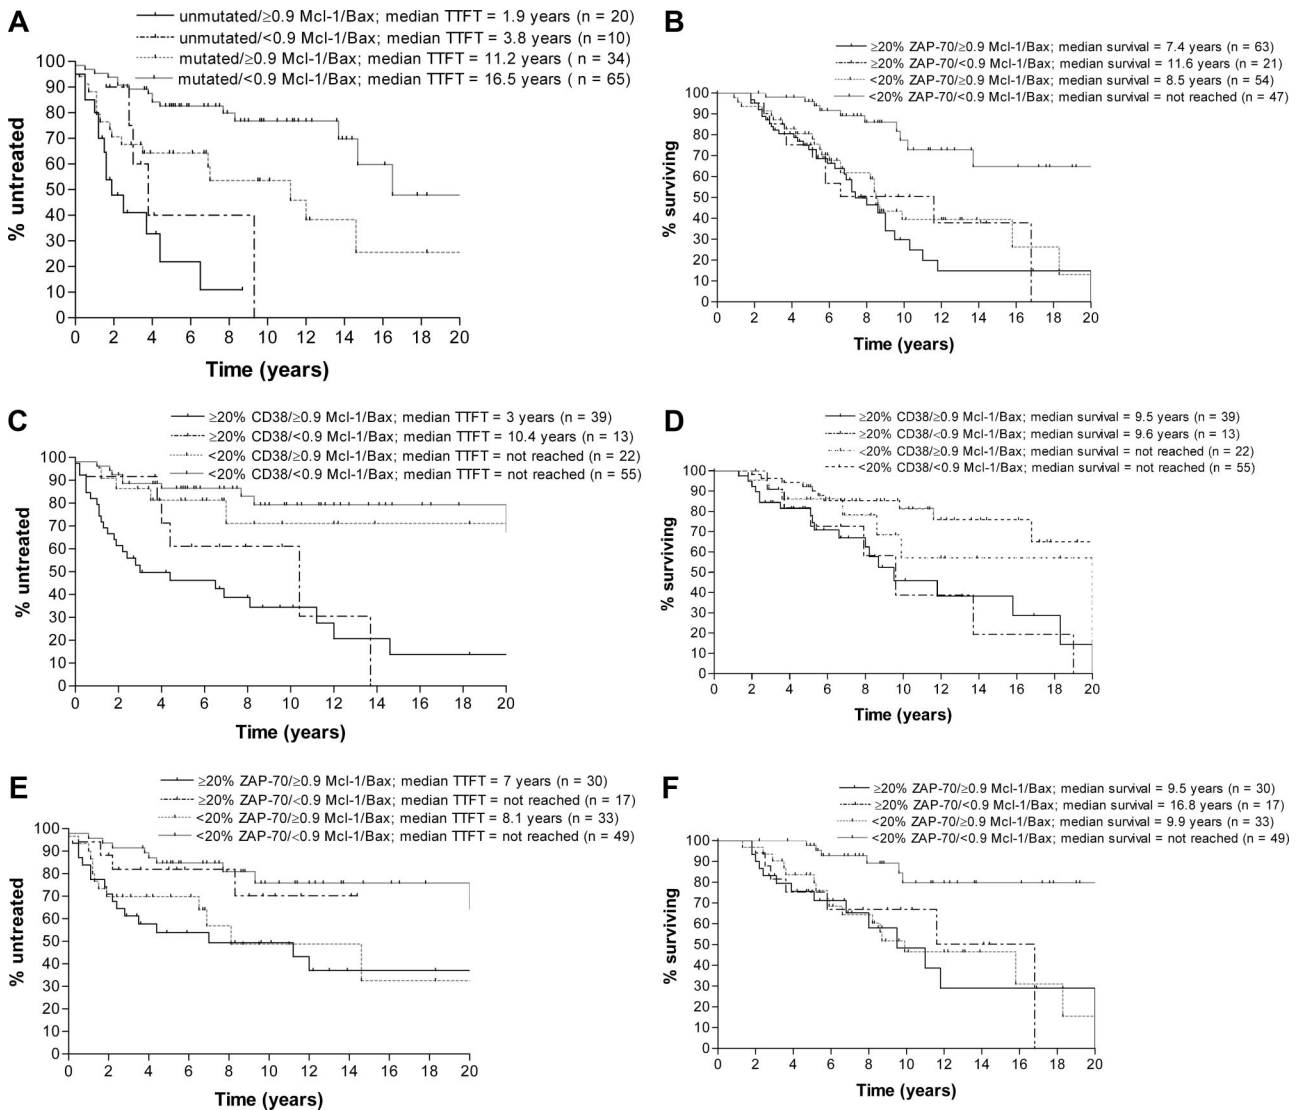 A
unmutated/≥0.9 Mcl-1/Bax; median TTFT = 1.9 years (n = 20)
unmutated/<0.9 Mcl-1/Bax; median TTFT = 3.8 years (n =10)
mutated/≥0.9 Mcl-1/Bax; median TTFT = 11.2 years ( n = 34)
mutated/<0.9 Mcl-1/Bax; median TTFT = 16.5 years ( n = 65)
100
90
80
70
60
50
40
30
20
10
0
% untreated
0 2 4 6 8 10 12 14 16 18 20
Time (years)
B
≥20% ZAP-70/≥0.9 Mcl-1/Bax; median survival = 7.4 years (n = 63)
≥20% ZAP-70/<0.9 Mcl-1/Bax; median survival = 11.6 years (n = 21)
<20% ZAP-70/≥0.9 Mcl-1/Bax; median survival = 8.5 years (n = 54)
<20% ZAP-70/<0.9 Mcl-1/Bax; median survival = not reached (n = 47)
100
90
80
70
60
50
40
30
20
10
0
% surviving
0 2 4 6 8 10 12 14 16 18 20
Time (years)
C
≥20% CD38/≥0.9 Mcl-1/Bax; median TTFT = 3 years (n = 39)
≥20% CD38/<0.9 Mcl-1/Bax; median TTFT = 10.4 years (n = 13)
<20% CD38/≥0.9 Mcl-1/Bax; median TTFT = not reached (n = 22)
<20% CD38/<0.9 Mcl-1/Bax; median TTFT = not reached (n = 55)
100
90
80
70
60
50
40
30
20
10
0
% untreated
0 2 4 6 8 10 12 14 16 18 20
Time (years)
D
≥20% CD38/≥0.9 Mcl-1/Bax; median survival = 9.5 years (n = 39)
≥20% CD38/<0.9 Mcl-1/Bax; median survival = 9.6 years (n = 13)
<20% CD38/≥0.9 Mcl-1/Bax; median survival = not reached (n = 22)
<20% CD38/<0.9 Mcl-1/Bax; median survival = not reached (n = 55)
100
90
80
70
60
50
40
30
20
10
0
% surviving
0 2 4 6 8 10 12 14 16 18 20
Time (years)
E
≥20% ZAP-70/≥0.9 Mcl-1/Bax; median TTFT = 7 years (n = 30)
≥20% ZAP-70/<0.9 Mcl-1/Bax; median TTFT = not reached (n = 17)
<20% ZAP-70/≥0.9 Mcl-1/Bax; median TTFT = 8.1 years (n = 33)
<20% ZAP-70/<0.9 Mcl-1/Bax; median TTFT = not reached (n = 49)
100
90
80
70
60
50
40
30
20
10
0
% untreated
0 2 4 6 8 10 12 14 16 18 20
Time (years)
F
≥20% ZAP-70/≥0.9 Mcl-1/Bax; median survival = 9.5 years (n = 30)
≥20% ZAP-70/<0.9 Mcl-1/Bax; median survival = 16.8 years (n = 17)
<20% ZAP-70/≥0.9 Mcl-1/Bax; median survival = 9.9 years (n = 33)
<20% ZAP-70/<0.9 Mcl-1/Bax; median survival = not reached (n = 49)
100
90
80
70
60
50
40
30
20
10
0
% surviving
0 2 4 6 8 10 12 14 16 18 20
Time (years)